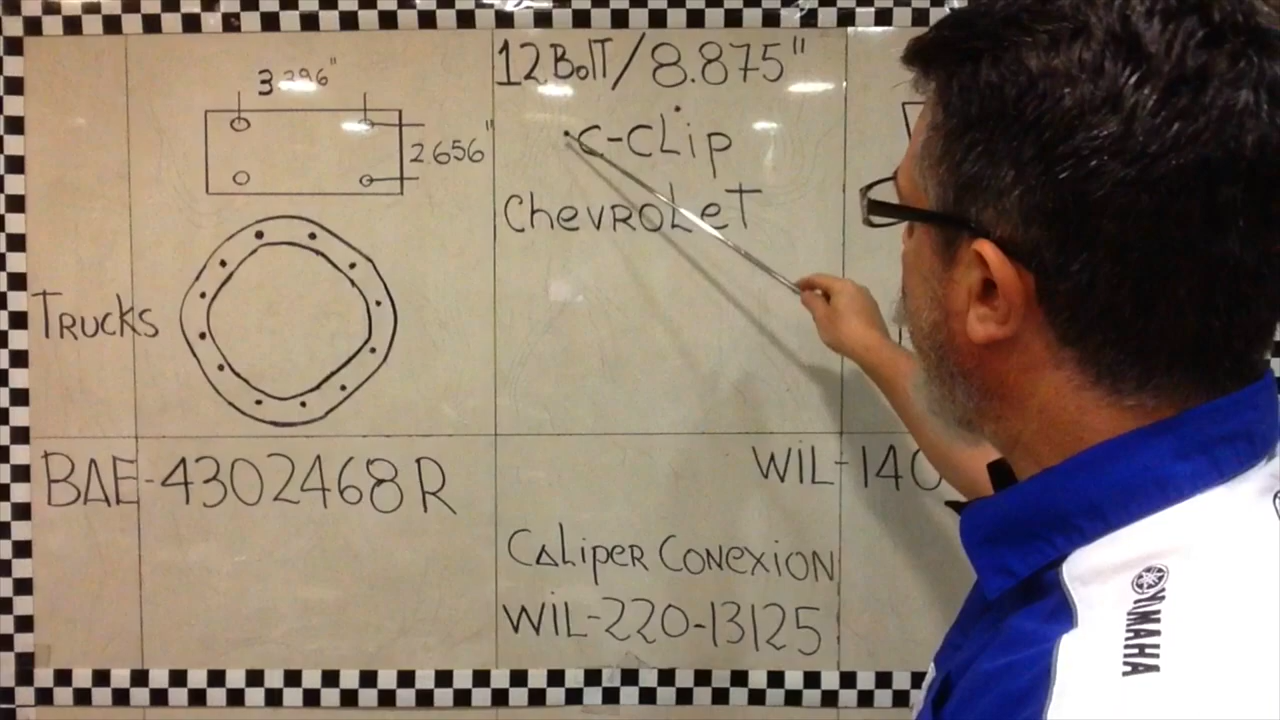 12 BolT / 8.875"
3.296"
C-CLip
2.656"
CHevRoLeT
TRucKs
BAE-4302468R
WiL-140
CaLipeR CoNexioN
WiL-220-13125
YAMAHA